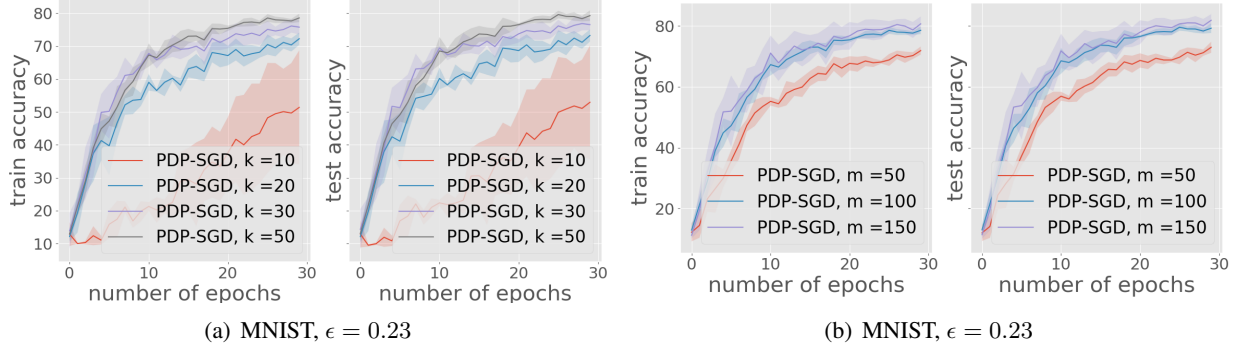 80
70
60
50
40
30
20
10
train accuracy
PDP-SGD, k =10
PDP-SGD, k =20
PDP-SGD, k =30
PDP-SGD, k =50
0 10 20 30
number of epochs
test accuracy
PDP-SGD, k =10
PDP-SGD, k =20
PDP-SGD, k =30
PDP-SGD, k =50
0 10 20 30
number of epochs
(a) MNIST, ϵ = 0.23
80
60
40
20
train accuracy
PDP-SGD, m =50
PDP-SGD, m =100
PDP-SGD, m =150
0 10 20 30
number of epochs
test accuracy
PDP-SGD, m =50
PDP-SGD, m =100
PDP-SGD, m =150
0 10 20 30
number of epochs
(b) MNIST, ϵ = 0.23